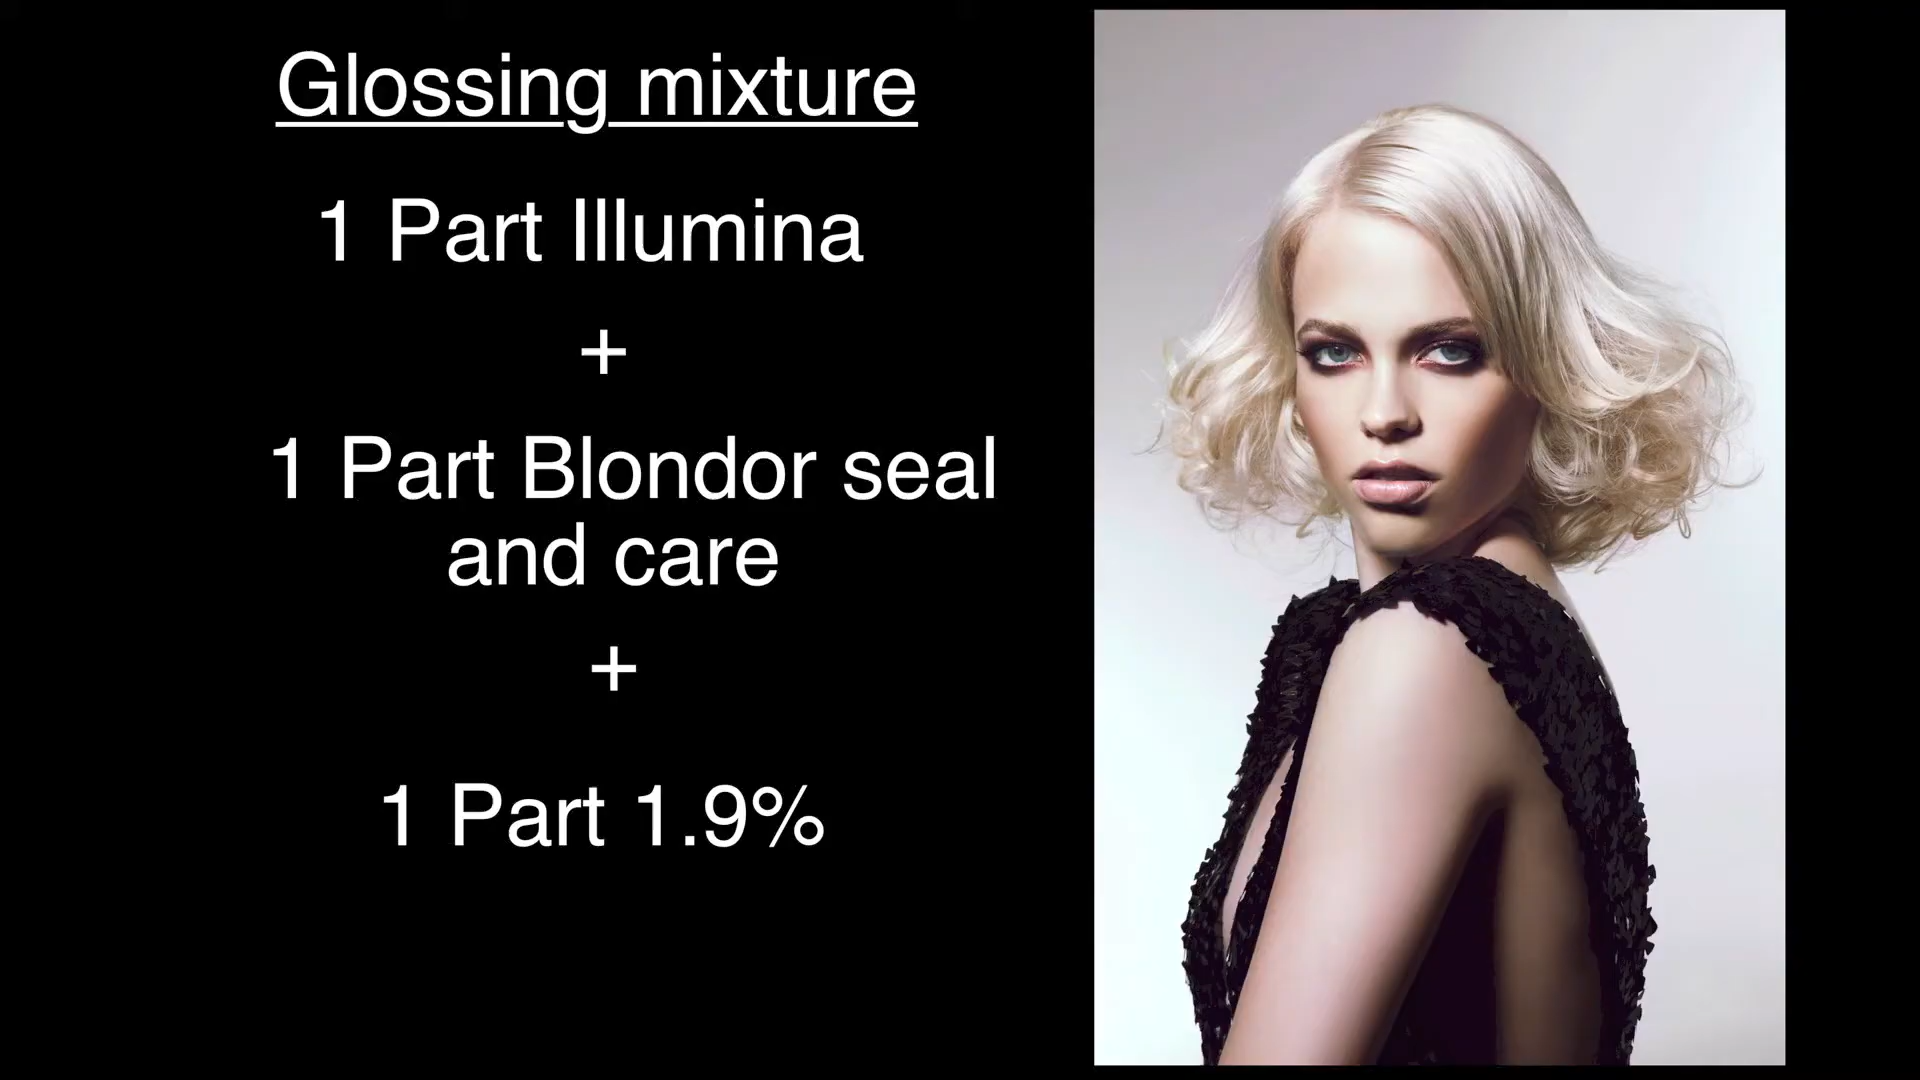 Glossing mixture
1 Part Illumina
+
1 Part Blondor seal
and care
+
1 Part 1.9%